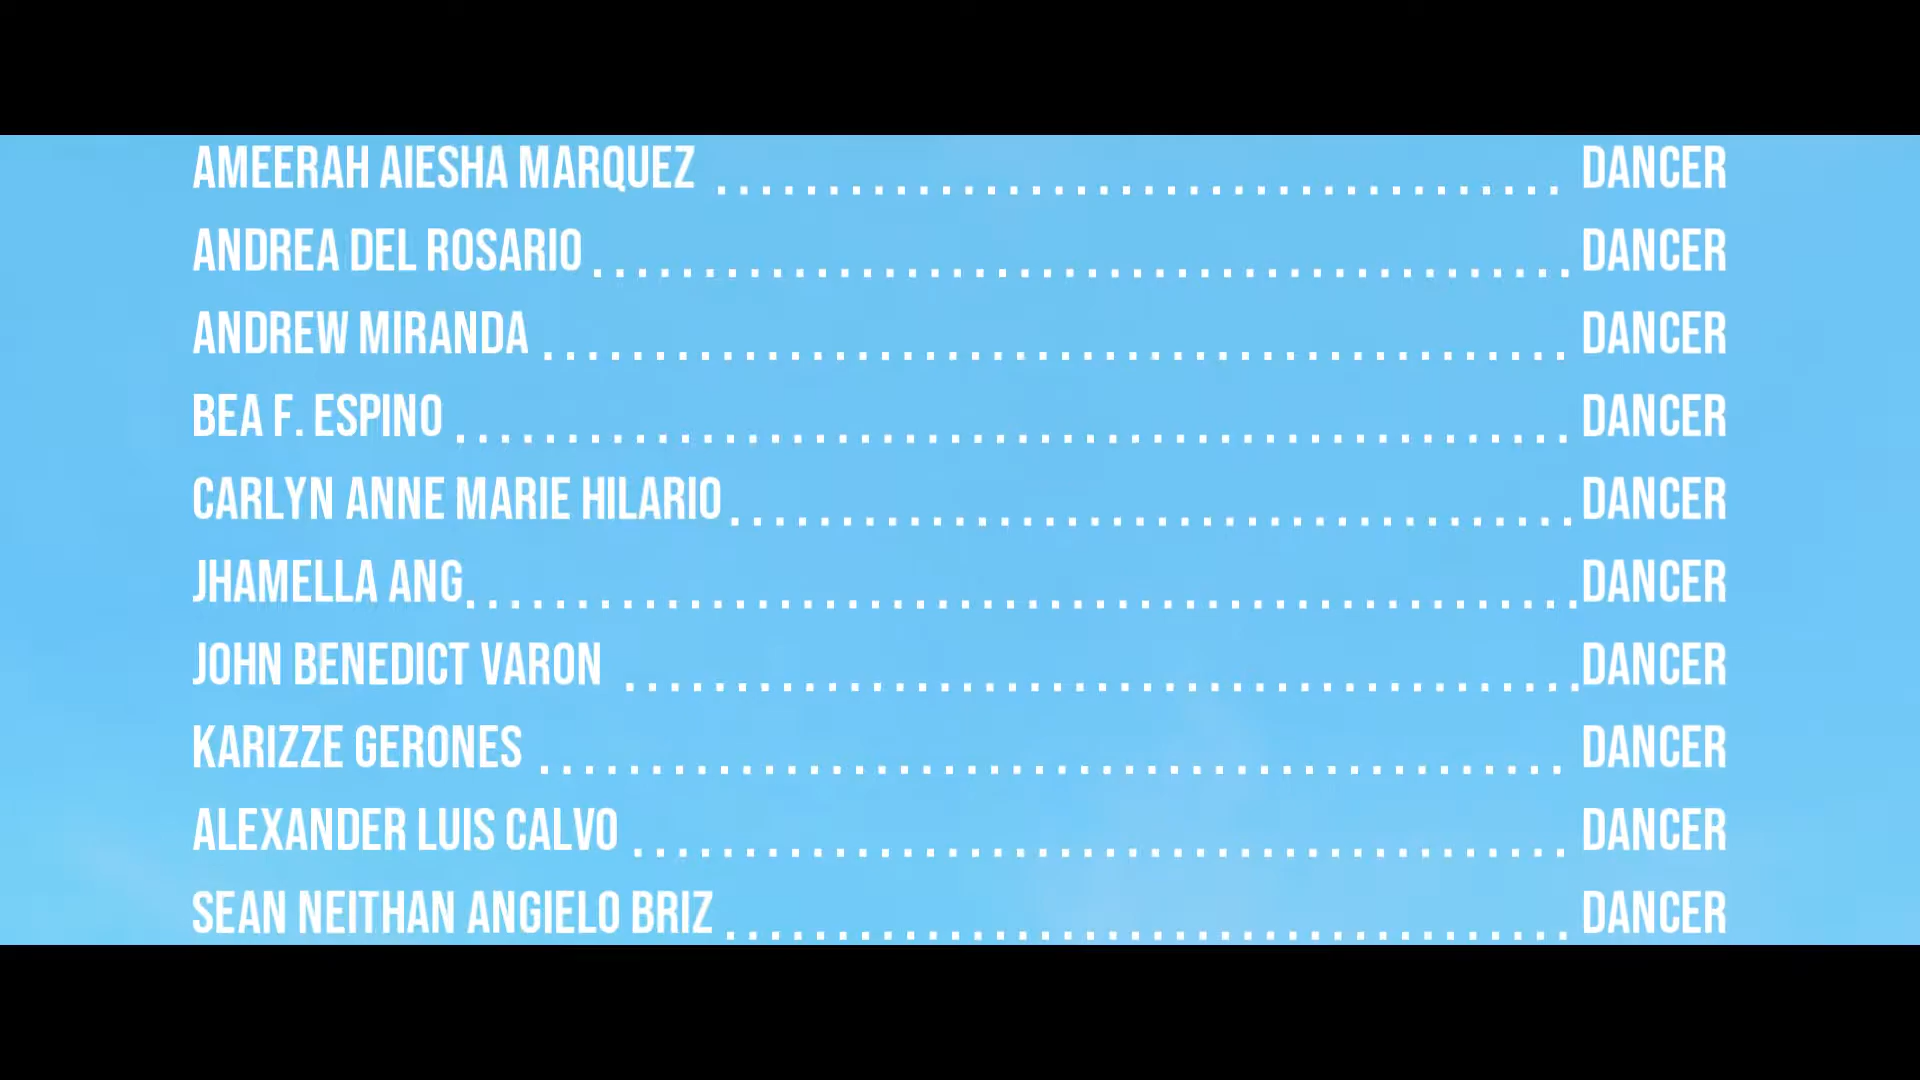 AMEERAH AIESHA MARQUEZ ...................................... DANCER
ANDREA DEL ROSARIO ............................................ DANCER
ANDREW MIRANDA .............................................. DANCER
BEA F. ESPINO .................................................. DANCER
CARLYN ANNE MARIE HILARIO ...................................... DANCER
JHAMELLA ANG.................................................. DANCER
JOHN BENEDICT VARON ........................................... DANCER
KARIZZE GERONES .............................................. DANCER
ALEXANDER LUIS CALVO .......................................... DANCER
SEAN NEITHAN ANGIELO BRIZ ...................................... DANCER